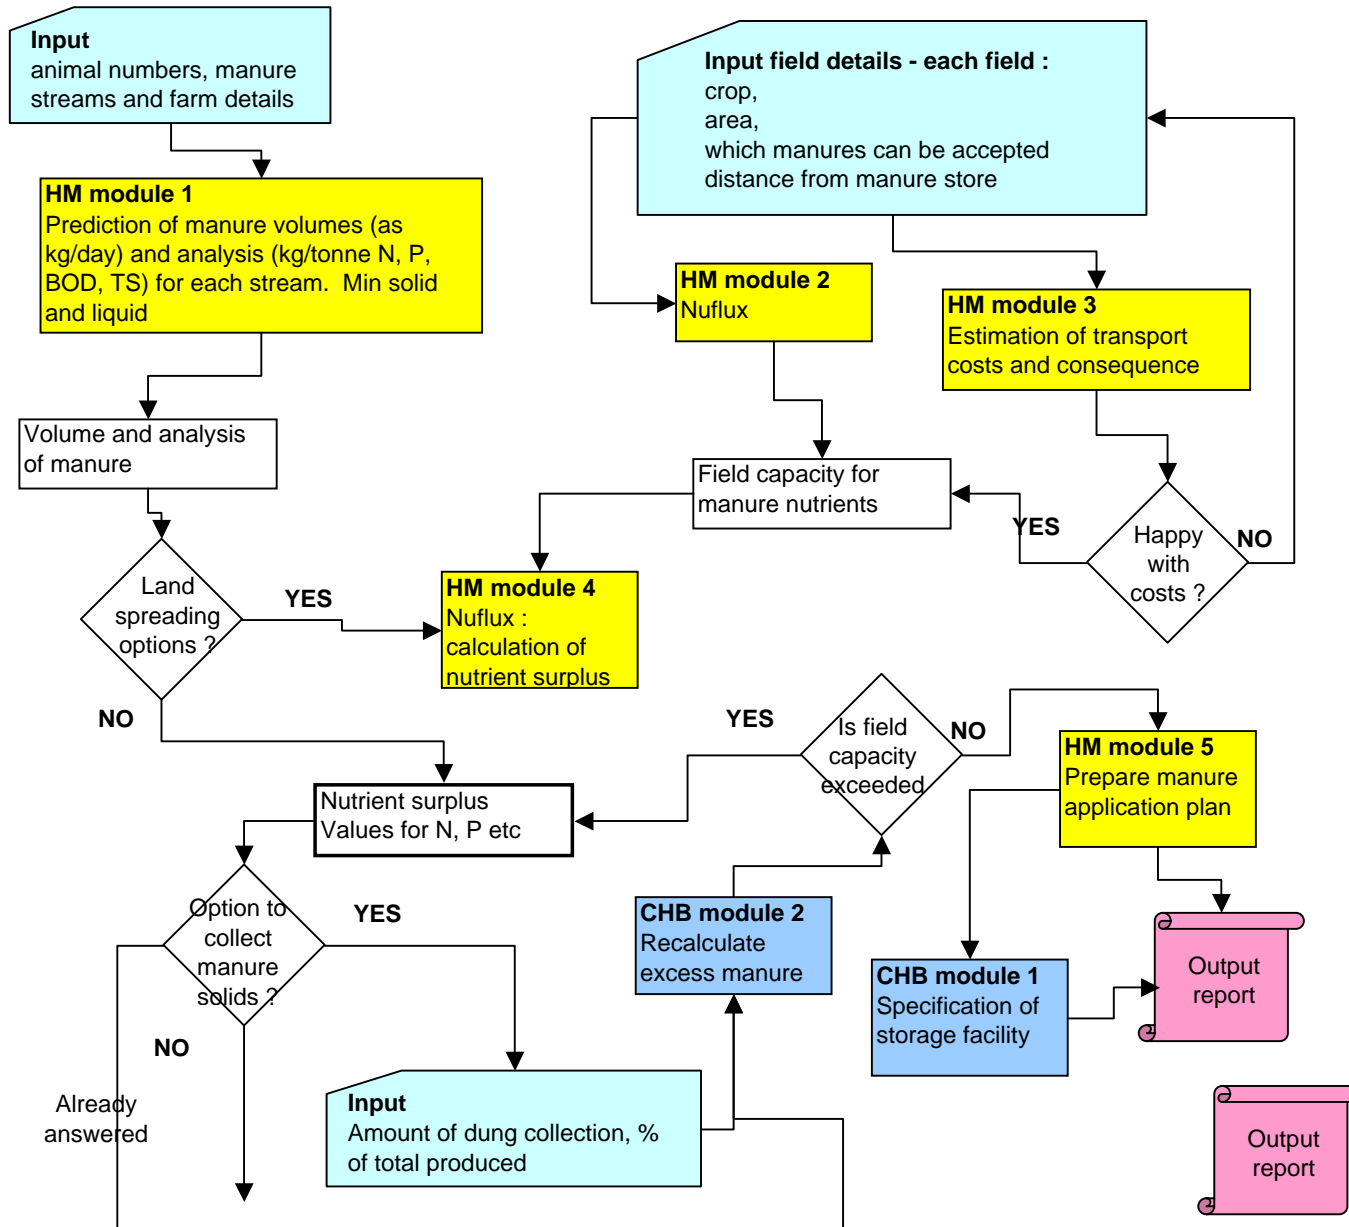 Input
animal numbers, manure
streams and farm details
Input field details - each field :
crop,
area,
which manures can be accepted
distance from manure store
HM module 1
Prediction of manure volumes (as
kg/day) and analysis (kg/tonne N, P,
BOD, TS) for each stream.  Min solid
and liquid
HM module 2
Nuflux
HM module 3
Estimation of transport
costs and consequence
Volume and analysis
of manure
Field capacity for
manure nutrients
YES
Happy
with
costs ?
NO
Land
spreading
options ?
YES
HM module 4
Nuflux :
calculation of
nutrient surplus
NO
YES
Is field
capacity
exceeded
NO
HM module 5
Prepare manure
application plan
Nutrient surplus
Values for N, P etc
Option to
collect
manure
solids ?
YES
NO
CHB module 2
Recalculate
excess manure
CHB module 1
Specification of
storage facility
Output
report
Already
answered
Input
Amount of dung collection, %
of total produced
Output
report